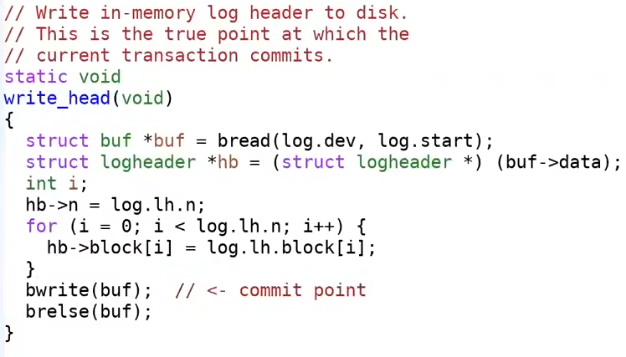 // Write in-memory log header to disk.
// This is the true point at which the
// current transaction commits.
static void
write_head(void)
{
  struct buf *buf = bread(log.dev, log.start);
  struct logheader *hb = (struct logheader *) (buf->data);
  int i;
  hb->n = log.lh.n;
  for (i = 0; i < log.lh.n; i++) {
    hb->block[i] = log.lh.block[i];
  }
  bwrite(buf);  // <- commit point
  brelse(buf);
}